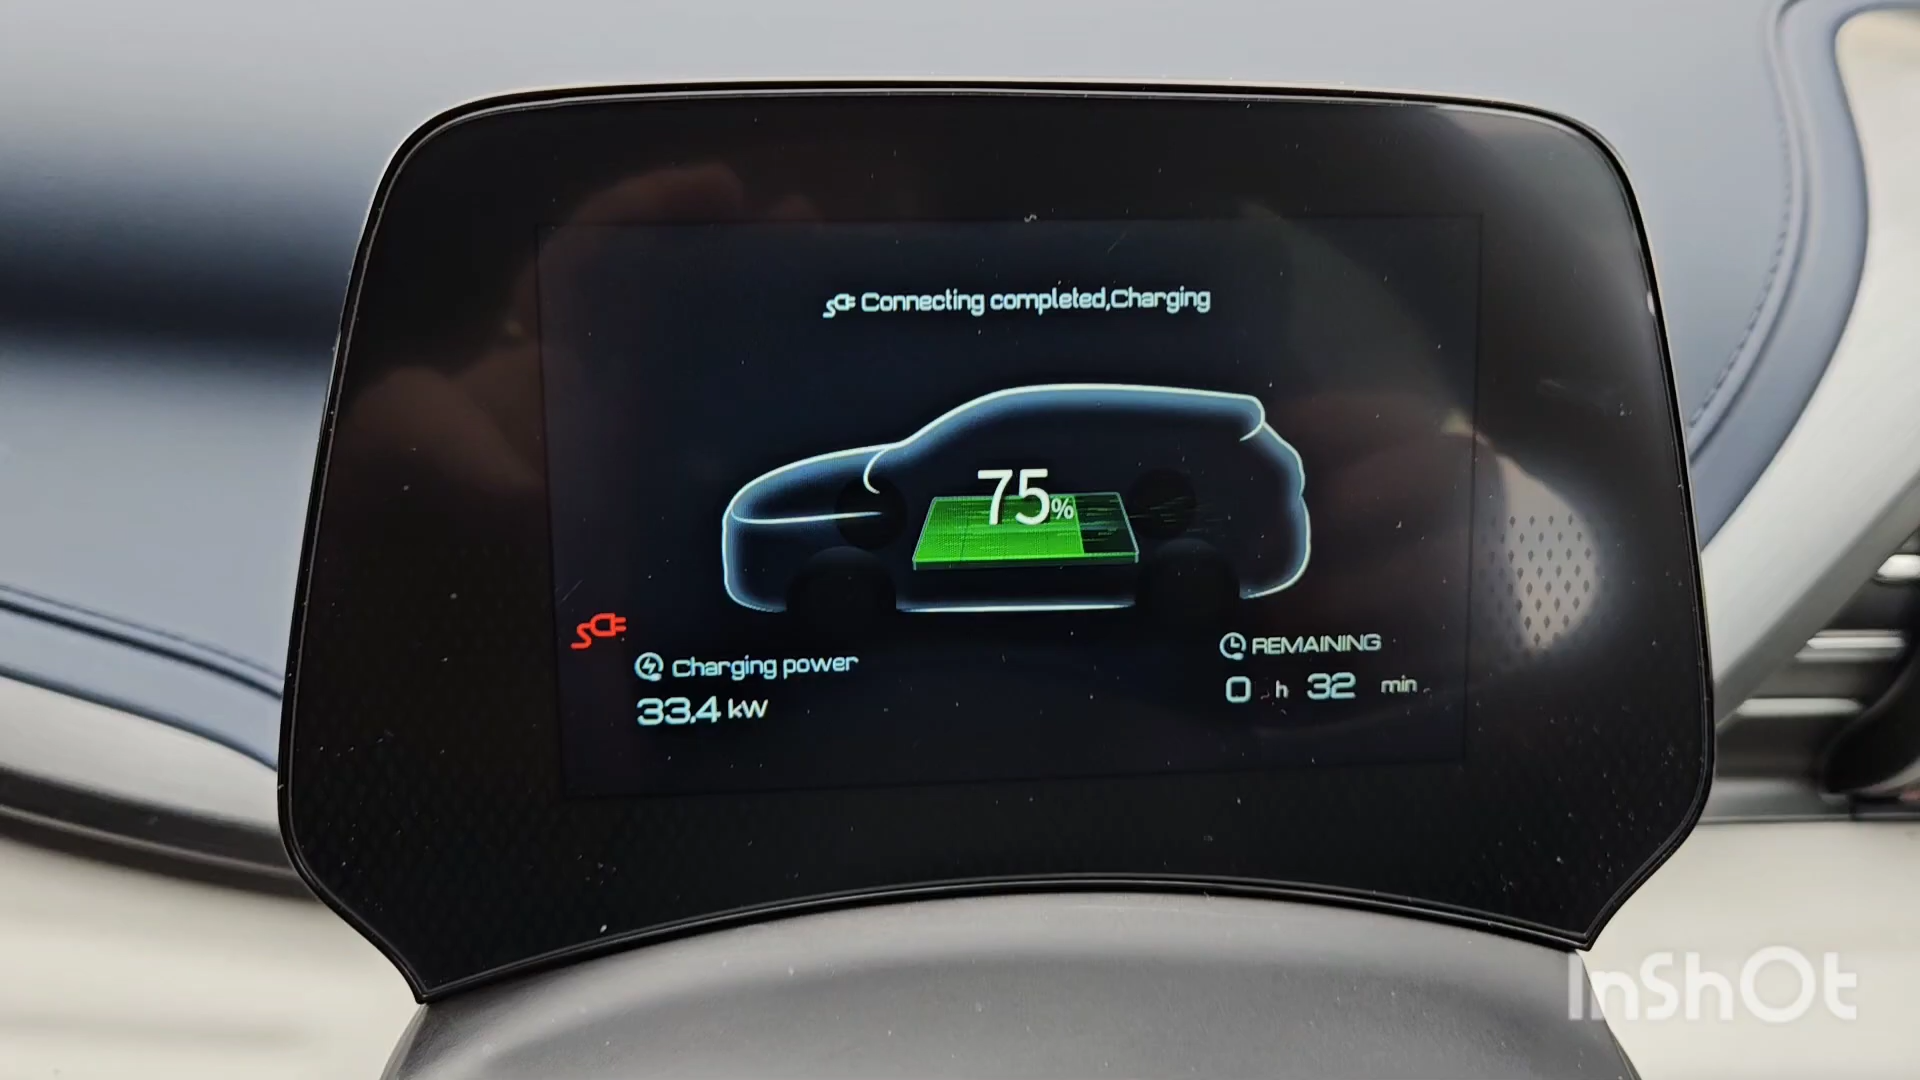 Connecting completed,Charging
75%
Charging power
33.4 kW
REMAINING
0 h 32 min
InShOt